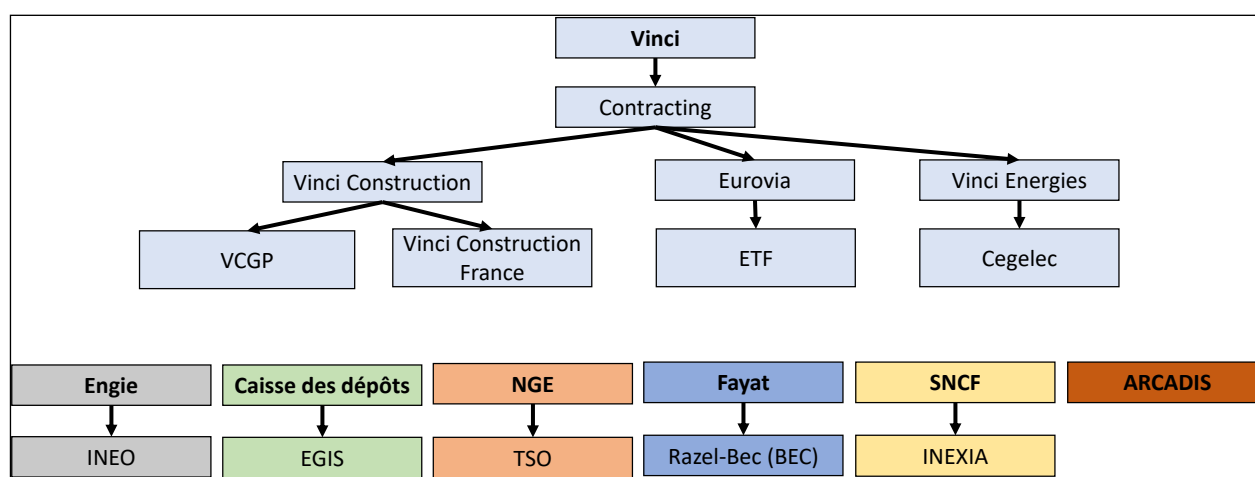 Vinci
Contracting
Vinci Construction
Eurovia
Vinci Energies
VCGP
Vinci Construction
France
ETF
Cegelec
Engie
Caisse des dépôts
NGE
Fayat
SNCF
ARCADIS
INEO
EGIS
TSO
Razel-Bec (BEC)
INEXIA